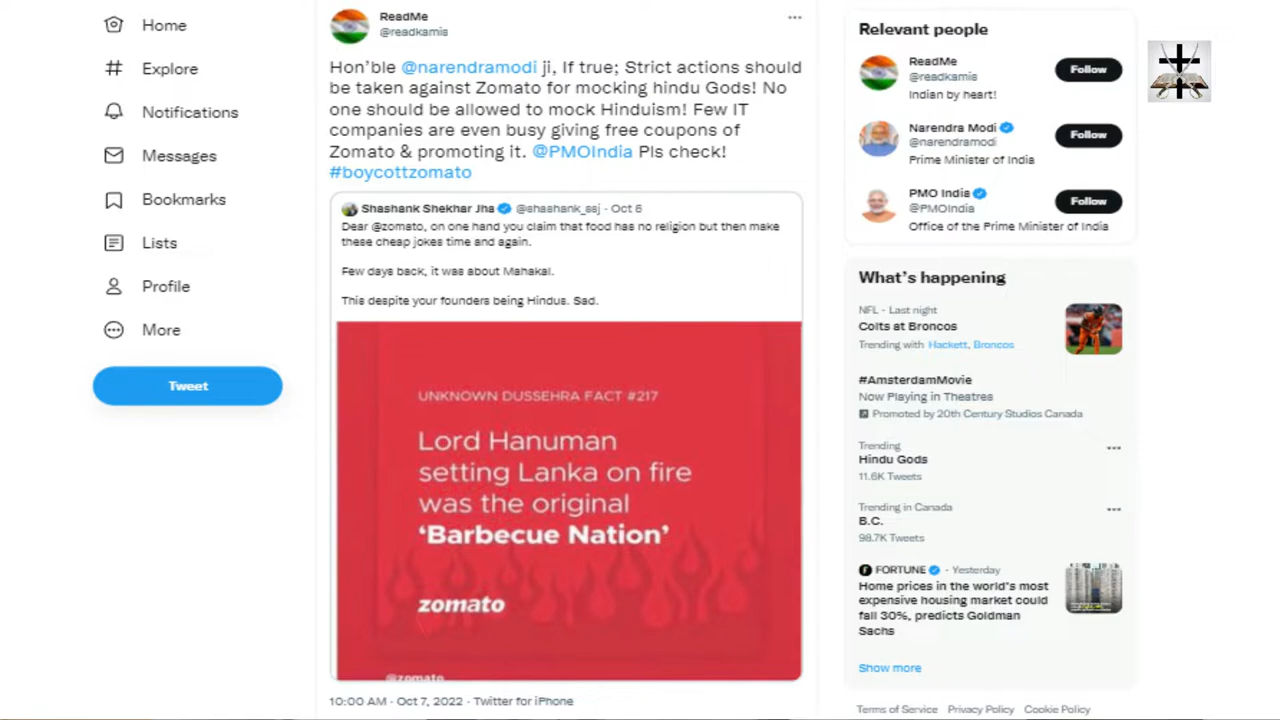 Home
Explore
Notifications
Messages
Bookmarks
Lists
Profile
More
Tweet
ReadMe
@readkamis
Hon'ble @narendramodi ji, If true; Strict actions should
be taken against Zomato for mocking hindu Gods! No
one should be allowed to mock Hinduism! Few IT
companies are even busy giving free coupons of
Zomato & promoting it. @PMOIndia Pls check!
#boycottzomato
Shashank Shekhar Jha @shashank_ssj · Oct 6
Dear @zomato, on one hand you claim that food has no religion but then make
these cheap jokes time and again.
Few days back, it was about Mahakal.
This despite your founders being Hindus. Sad.
UNKNOWN DUSSEHRA FACT #217
Lord Hanuman
setting Lanka on fire
was the original
'Barbecue Nation'
zomato
@zomato
10:00 AM · Oct 7, 2022 · Twitter for iPhone
Relevant people
ReadMe
@readkamis
Follow
Indian by heart!
Narendra Modi
@narendramodi
Follow
Prime Minister of India
PMO India
@PMOIndia
Follow
Office of the Prime Minister of India
What's happening
NFL · Last night
Colts at Broncos
Trending with Hackett, Broncos
#AmsterdamMovie
Now Playing in Theatres
Promoted by 20th Century Studios Canada
Trending
Hindu Gods
11.6K Tweets
Trending in Canada
B.C.
98.7K Tweets
FORTUNE · Yesterday
Home prices in the world's most
expensive housing market could
fall 30%, predicts Goldman
Sachs
Show more
Terms of Service Privacy Policy Cookie Policy